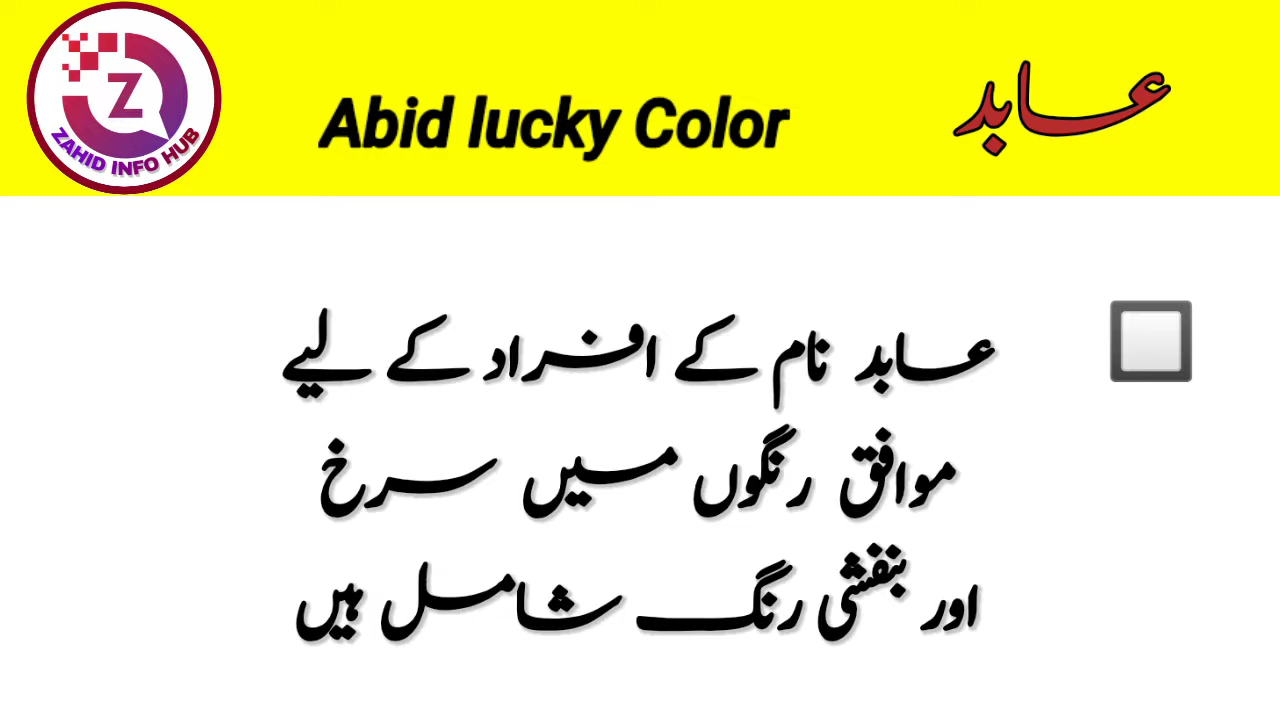 Z
ZAHID INFO HUB
Abid lucky Color
عابد
عابد نام کے افراد کے لیے
موافق رنگوں میں سرخ
اور بنفشی رنگ شامل ہیں